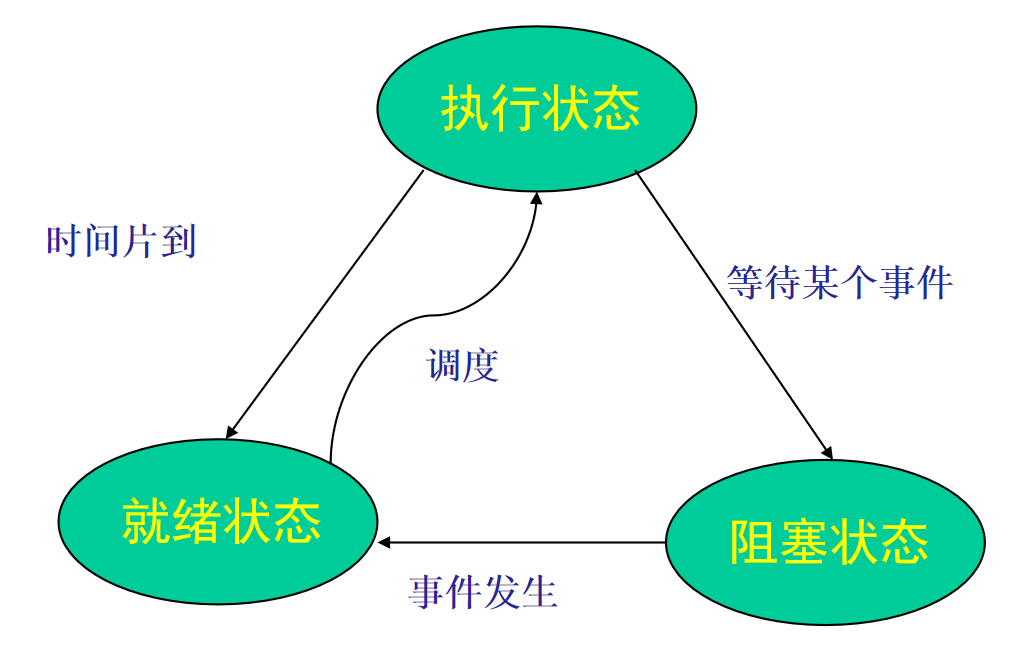 执行状态
时间片到
等待某个事件
调度
就绪状态
阻塞状态
事件发生